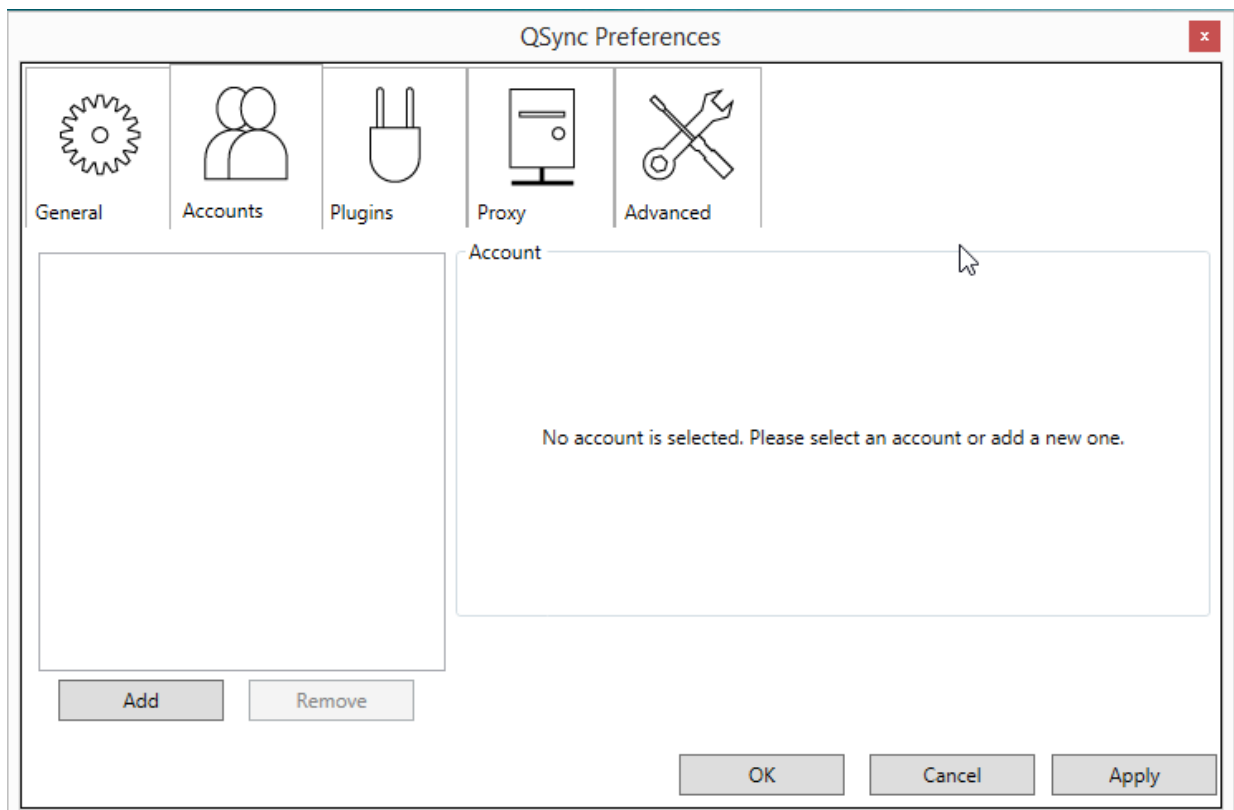 QSync Preferences
x
General
Accounts
Plugins
Proxy
Advanced
Account
No account is selected. Please select an account or add a new one.
Add
Remove
OK
Cancel
Apply